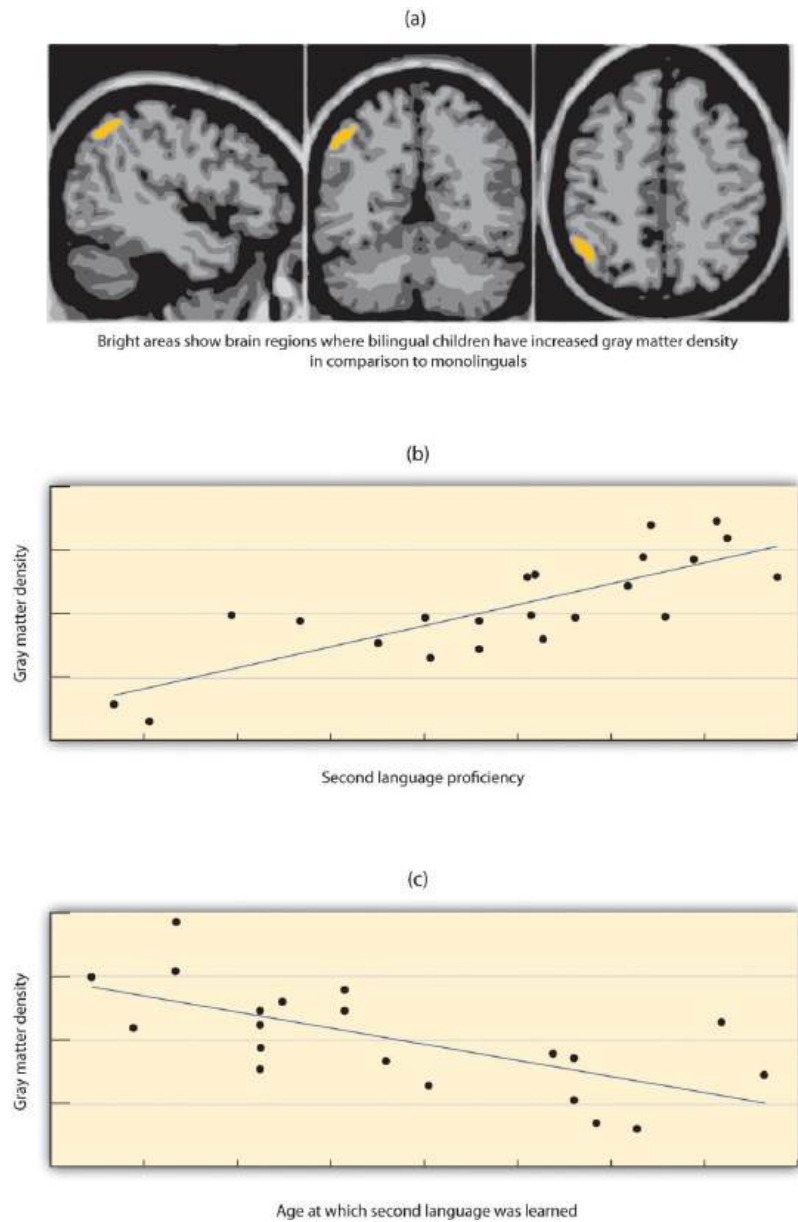 (a)
Bright areas show brain regions where bilingual children have increased gray matter density
in comparison to monolinguals
(b)
Gray matter density
Second language proficiency
(c)
Gray matter density
Age at which second language was learned